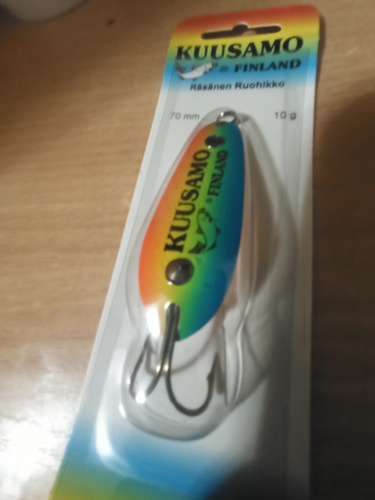 KUUSAMO
® FINLAND
Räsänen Ruohikko
70 mm 10 g
KUUSAMO
® FINLAND